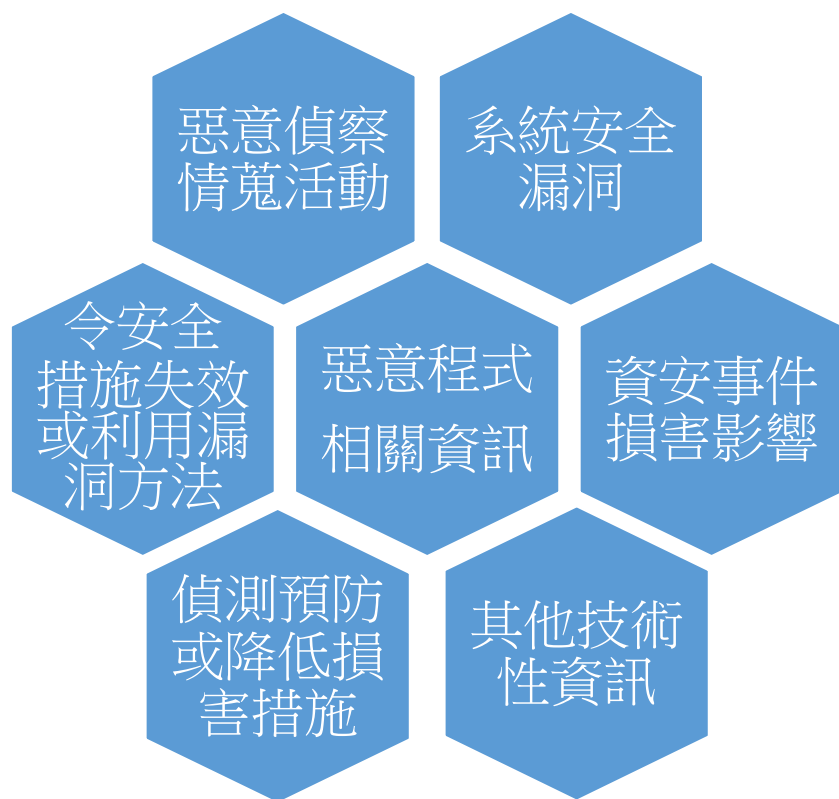 惡意偵察
情蒐活動
系統安全
漏洞
令安全
措施失效
或利用漏
洞方法
惡意程式
相關資訊
資安事件
損害影響
偵測預防
或降低損
害措施
其他技術
性資訊